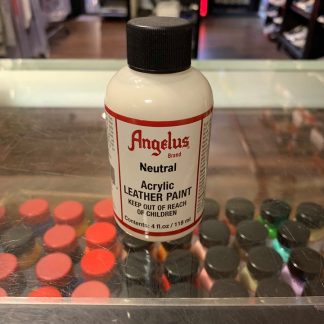 Angelus
Brand
Neutral
Acrylic
LEATHER PAINT
KEEP OUT OF REACH
OF CHILDREN
Contents: 4 fl.oz / 118 ml